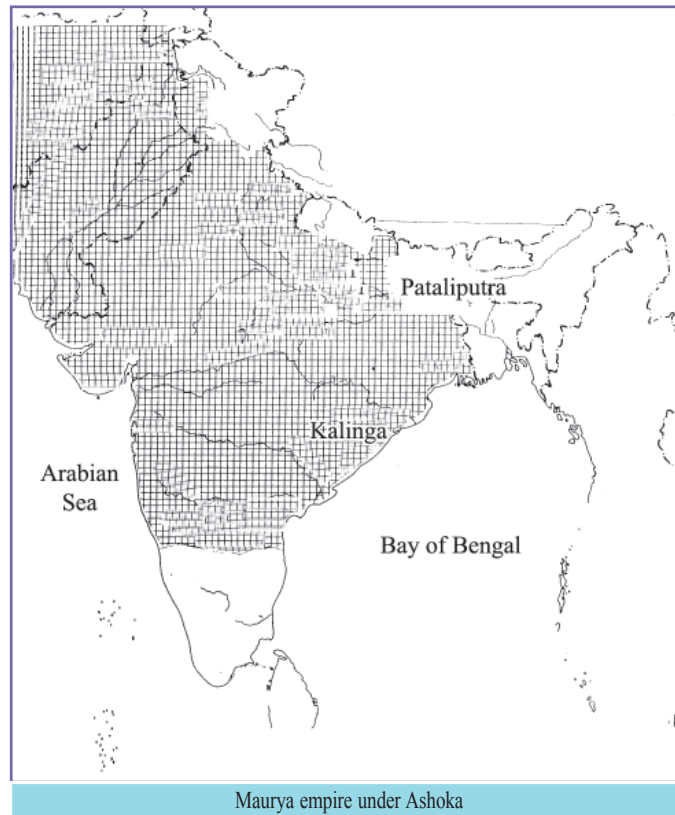 Pataliputra
Kalinga
Arabian
Sea
Bay of Bengal
Maurya empire under Ashoka